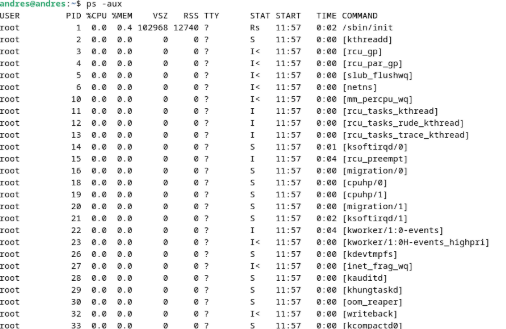 andres@andres:~$ ps -aux
USER PID %CPU %MEM VSZ RSS TTY STAT START TIME COMMAND
root 1 0.0 0.4 102968 12740 ? Rs 11:57 0:02 /sbin/init
root 2 0.0 0.0 0 0 ? S 11:57 0:00 [kthreadd]
root 3 0.0 0.0 0 0 ? I< 11:57 0:00 [rcu_gp]
root 4 0.0 0.0 0 0 ? I< 11:57 0:00 [rcu_par_gp]
root 5 0.0 0.0 0 0 ? I< 11:57 0:00 [slub_flushwq]
root 6 0.0 0.0 0 0 ? I< 11:57 0:00 [netns]
root 10 0.0 0.0 0 0 ? I< 11:57 0:00 [mm_percpu_wq]
root 11 0.0 0.0 0 0 ? I 11:57 0:00 [rcu_tasks_kthread]
root 12 0.0 0.0 0 0 ? I 11:57 0:00 [rcu_tasks_rude_kthread]
root 13 0.0 0.0 0 0 ? I 11:57 0:00 [rcu_tasks_trace_kthread]
root 14 0.0 0.0 0 0 ? S 11:57 0:01 [ksoftirqd/0]
root 15 0.0 0.0 0 0 ? I 11:57 0:04 [rcu_preempt]
root 16 0.0 0.0 0 0 ? S 11:57 0:00 [migration/0]
root 18 0.0 0.0 0 0 ? S 11:57 0:00 [cpuhp/0]
root 19 0.0 0.0 0 0 ? S 11:57 0:00 [cpuhp/1]
root 20 0.0 0.0 0 0 ? S 11:57 0:00 [migration/1]
root 21 0.0 0.0 0 0 ? S 11:57 0:02 [ksoftirqd/1]
root 22 0.0 0.0 0 0 ? I 11:57 0:04 [kworker/1:0-events]
root 23 0.0 0.0 0 0 ? I< 11:57 0:00 [kworker/1:0H-events_highpri]
root 26 0.0 0.0 0 0 ? S 11:57 0:00 [kdevtmpfs]
root 27 0.0 0.0 0 0 ? I< 11:57 0:00 [inet_frag_wq]
root 28 0.0 0.0 0 0 ? S 11:57 0:00 [kauditd]
root 29 0.0 0.0 0 0 ? S 11:57 0:00 [khungtaskd]
root 30 0.0 0.0 0 0 ? S 11:57 0:00 [oom_reaper]
root 32 0.0 0.0 0 0 ? I< 11:57 0:00 [writeback]
root 33 0.0 0.0 0 0 ? S 11:57 0:00 [kcompactd0]